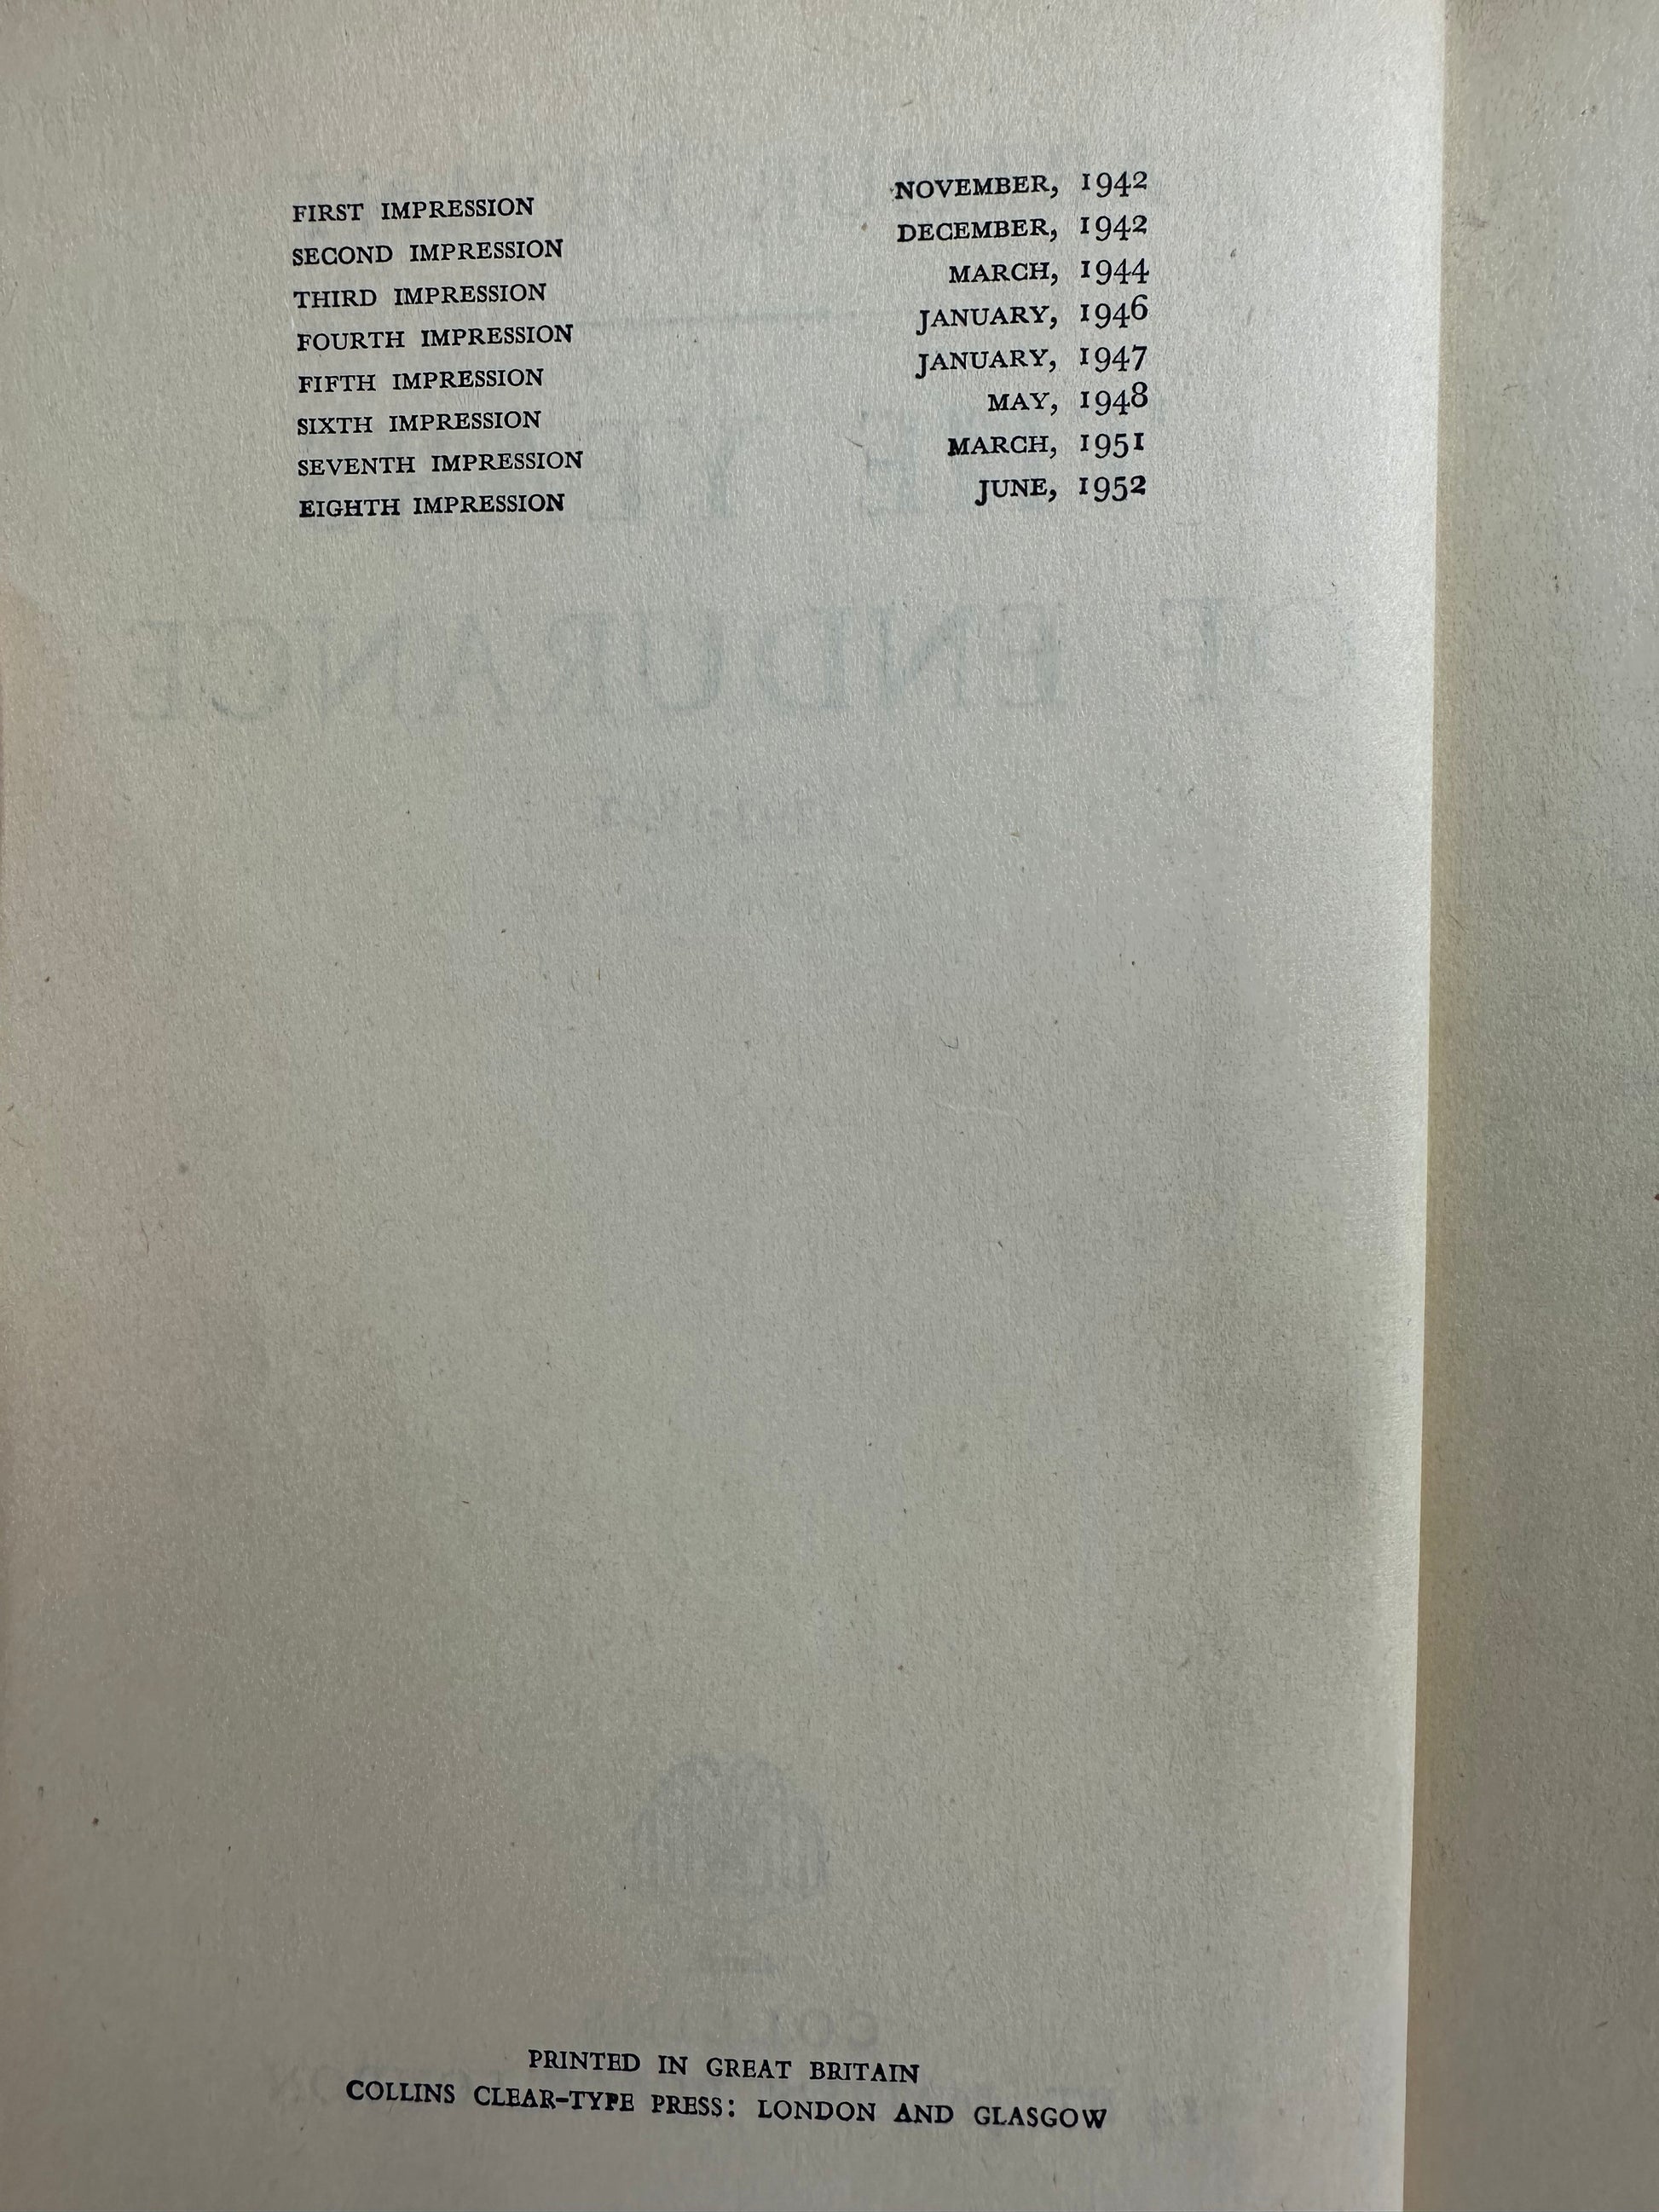 FIRST IMPRESSION NOVEMBER, 1942
SECOND IMPRESSION DECEMBER, 1942
THIRD IMPRESSION MARCH, 1944
FOURTH IMPRESSION JANUARY, 1946
FIFTH IMPRESSION JANUARY, 1947
SIXTH IMPRESSION MAY, 1948
SEVENTH IMPRESSION MARCH, 1951
EIGHTH IMPRESSION JUNE, 1952
OF ENDURANCE
PRINTED IN GREAT BRITAIN
COLLINS CLEAR-TYPE PRESS: LONDON AND GLASGOW